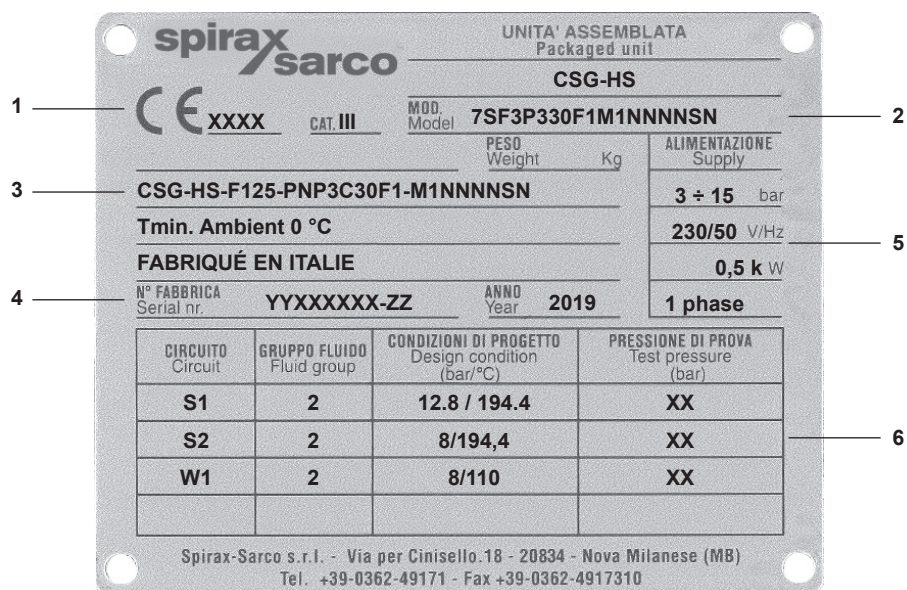 spirax
sarco
UNITA' ASSEMBLATA
Packaged unit
CSG-HS
1
CE XXXX CAT. III
MOD.
Model 7SF3P330F1M1NNNNSN
2
PESO
Weight Kg
ALIMENTAZIONE
Supply
3
CSG-HS-F125-PNP3C30F1-M1NNNNSN
3 ÷ 15 bar
Tmin. Ambient 0 °C
230/50 V/Hz
5
FABRIQUÉ EN ITALIE
0,5 k W
4
N° FABBRICA
Serial nr. YYXXXXXX-ZZ
ANNO
Year 2019
1 phase
CIRCUITO
Circuit
GRUPPO FLUIDO
Fluid group
CONDIZIONI DI PROGETTO
Design condition
(bar/°C)
PRESSIONE DI PROVA
Test pressure
(bar)
S1 2 12.8 / 194.4 XX
S2 2 8/194,4 XX
6
W1 2 8/110 XX
Spirax-Sarco s.r.l. - Via per Cinisello.18 - 20834 - Nova Milanese (MB)
Tel. +39-0362-49171 - Fax +39-0362-4917310